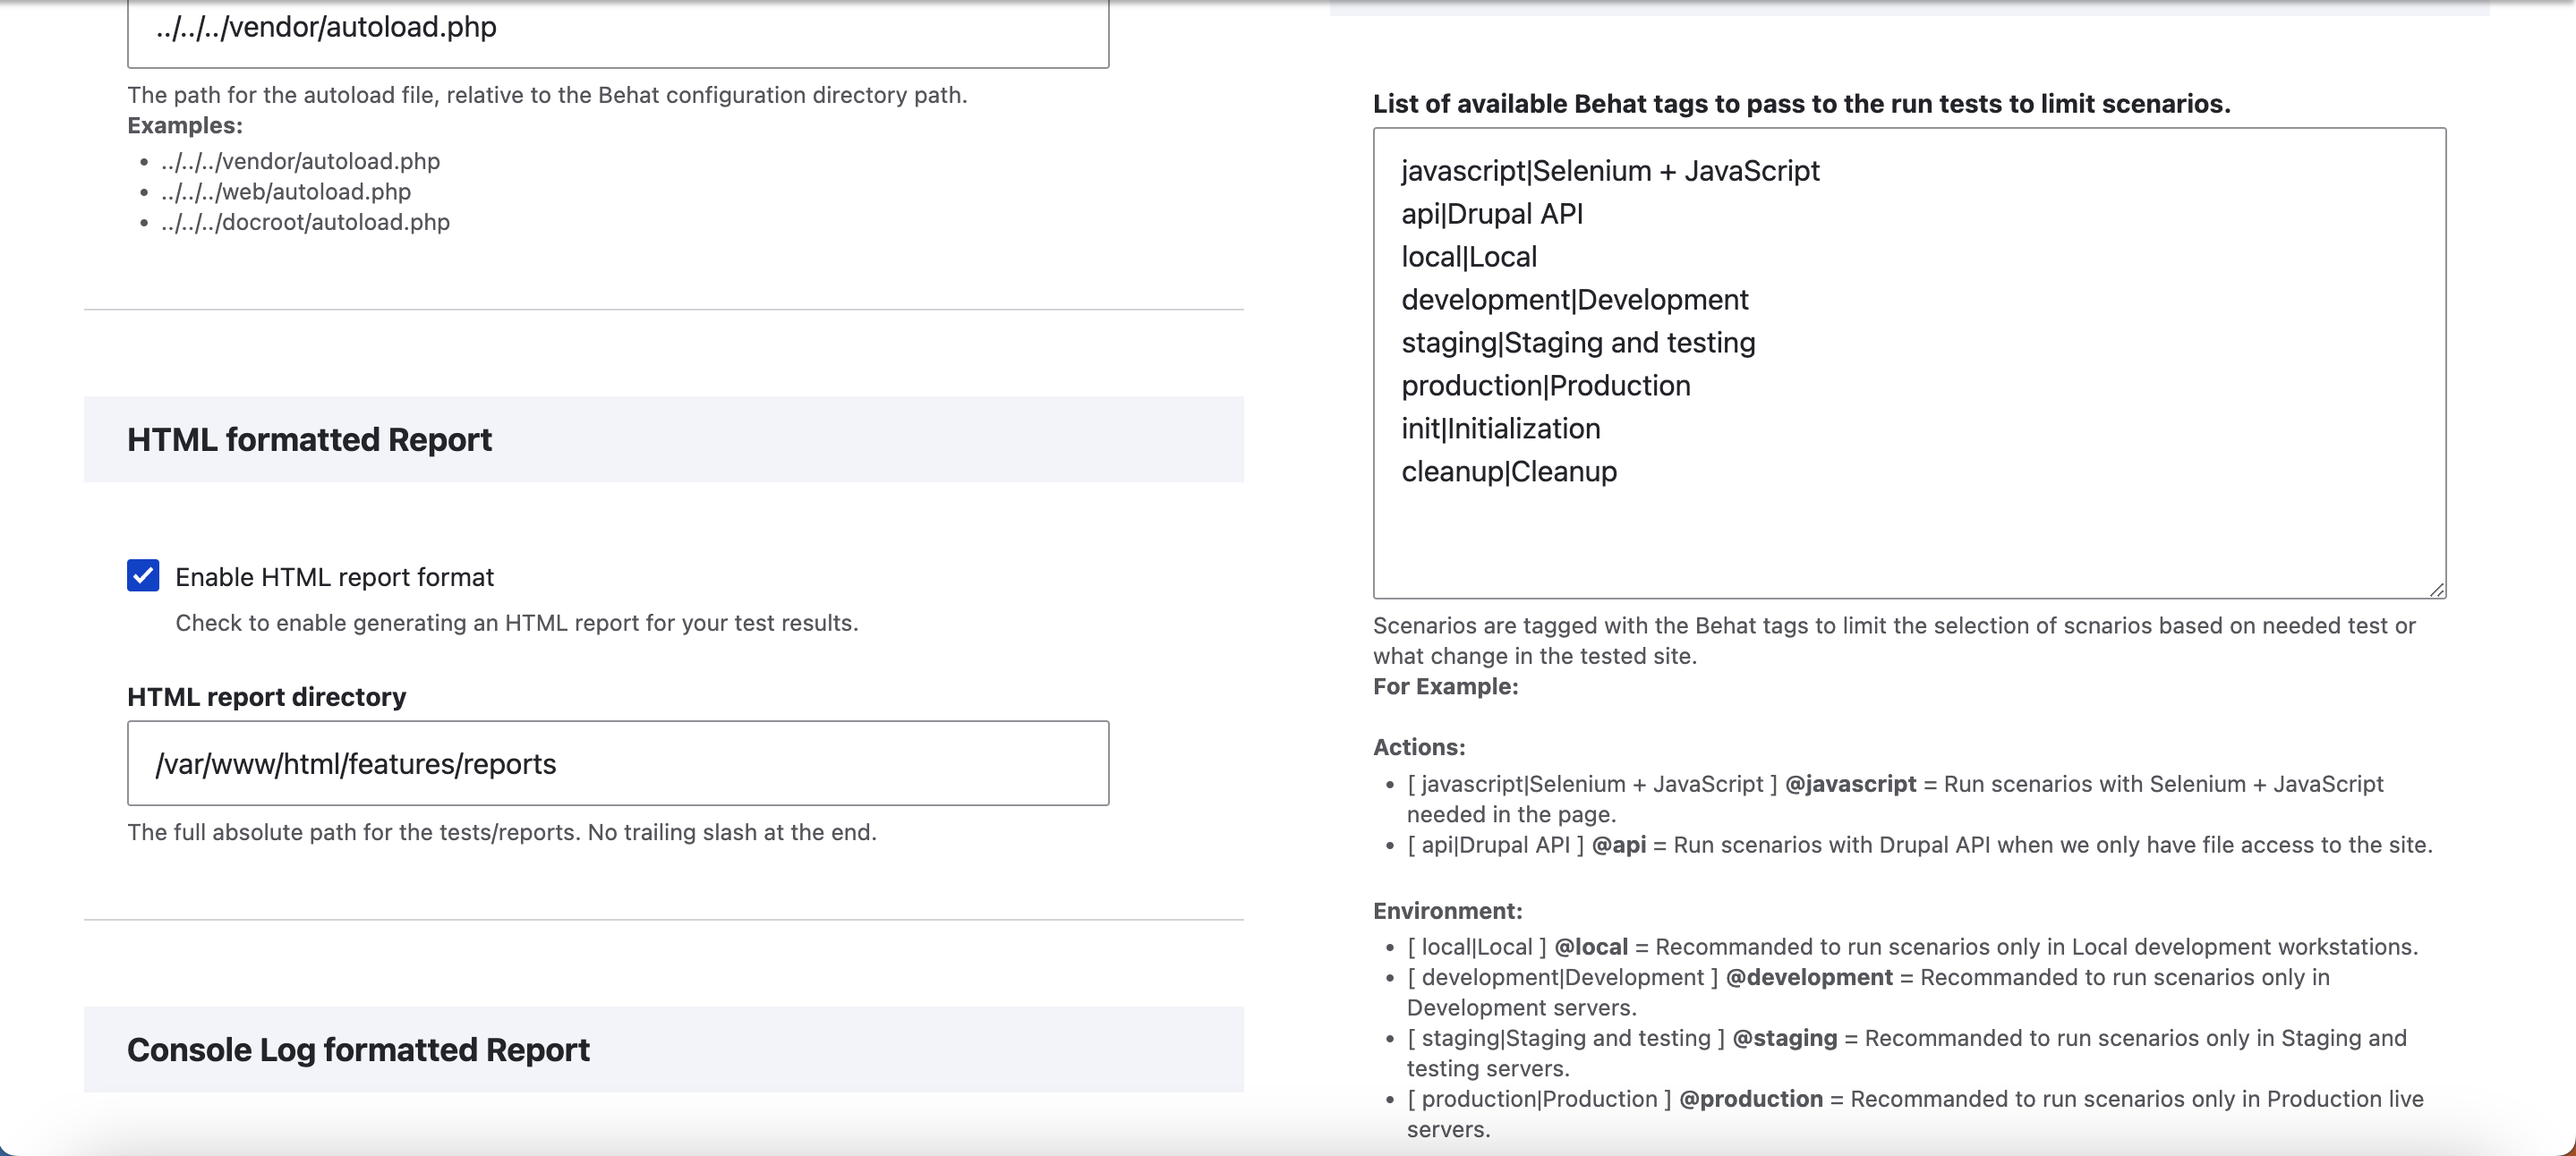 ../../../vendor/autoload.php
The path for the autoload file, relative to the Behat configuration directory path.
Examples:
../../../vendor/autoload.php
../../../web/autoload.php
../../../docroot/autoload.php
HTML formatted Report
Enable HTML report format
Check to enable generating an HTML report for your test results.
HTML report directory
/var/www/html/features/reports
The full absolute path for the tests/reports. No trailing slash at the end.
Console Log formatted Report
List of available Behat tags to pass to the run tests to limit scenarios.
javascript|Selenium + JavaScript
api|Drupal API
local|Local
development|Development
staging|Staging and testing
production|Production
init|Initialization
cleanup|Cleanup
Scenarios are tagged with the Behat tags to limit the selection of scnarios based on needed test or
what change in the tested site.
For Example:
Actions:
[ javascript|Selenium + JavaScript ] @javascript = Run scenarios with Selenium + JavaScript
needed in the page.
[ api|Drupal API ] @api = Run scenarios with Drupal API when we only have file access to the site.
Environment:
[ local|Local ] @local = Recommanded to run scenarios only in Local development workstations.
[ development|Development ] @development = Recommanded to run scenarios only in
Development servers.
[ staging|Staging and testing ] @staging = Recommanded to run scenarios only in Staging and
testing servers.
[ production|Production ] @production = Recommanded to run scenarios only in Production live
servers.